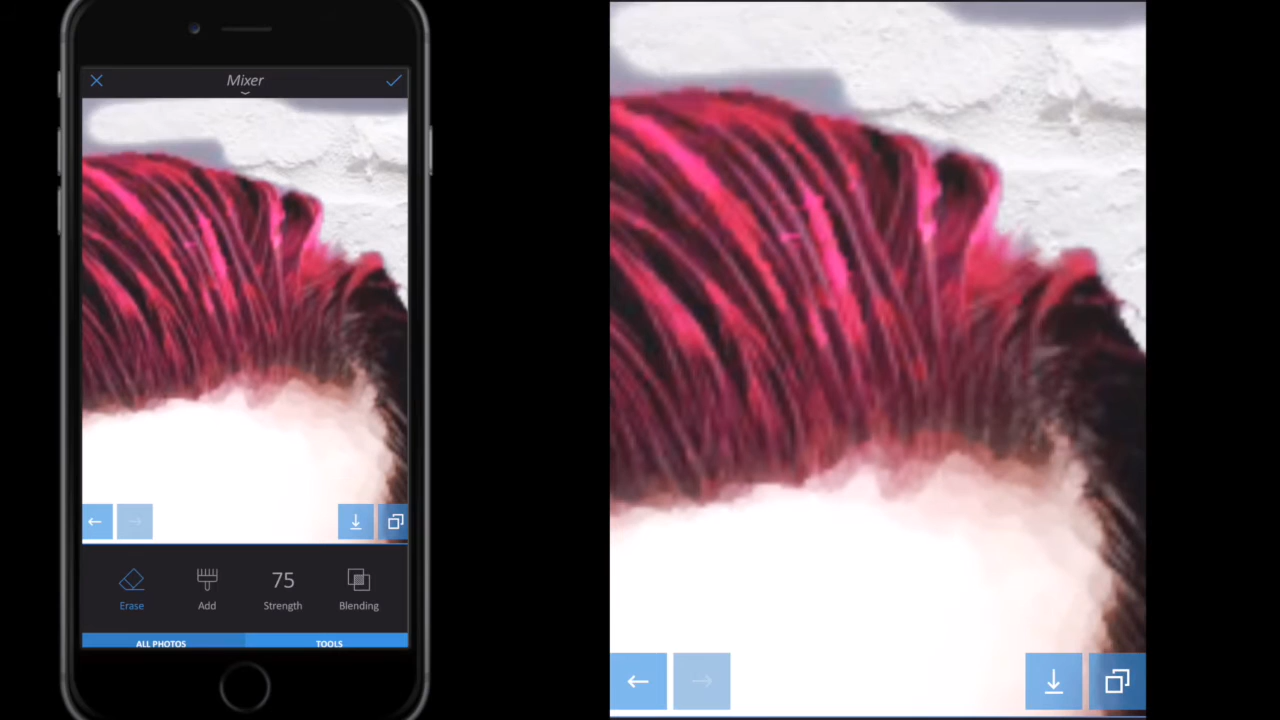 Mixer
75
Erase
Add
Strength
Blending
ALL PHOTOS
TOOLS